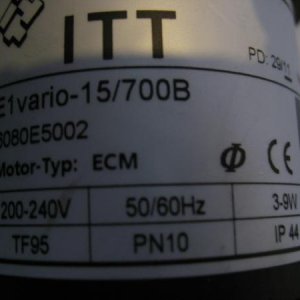 ITT
PD: 29/11
E1vario-15/700B
6080E5002
Motor-Typ: ECM
Φ CE
200-240V 50/60Hz 3-9W
TF95 PN10 IP 44